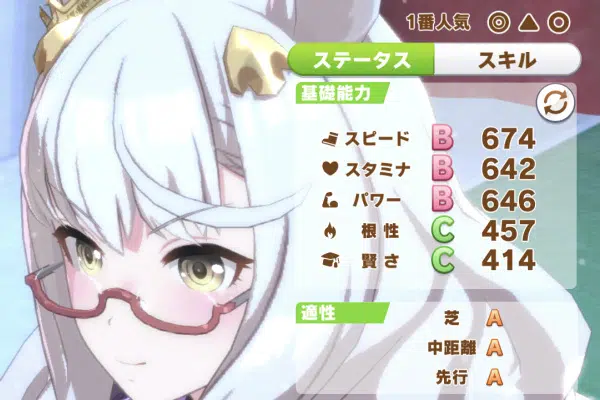 1番人気 ◎ ▲ ○
ステータス スキル
基礎能力
スピード B 674
スタミナ B 642
パワー B 646
根性 C 457
賢さ C 414
適性
芝 A
中距離 A
先行 A